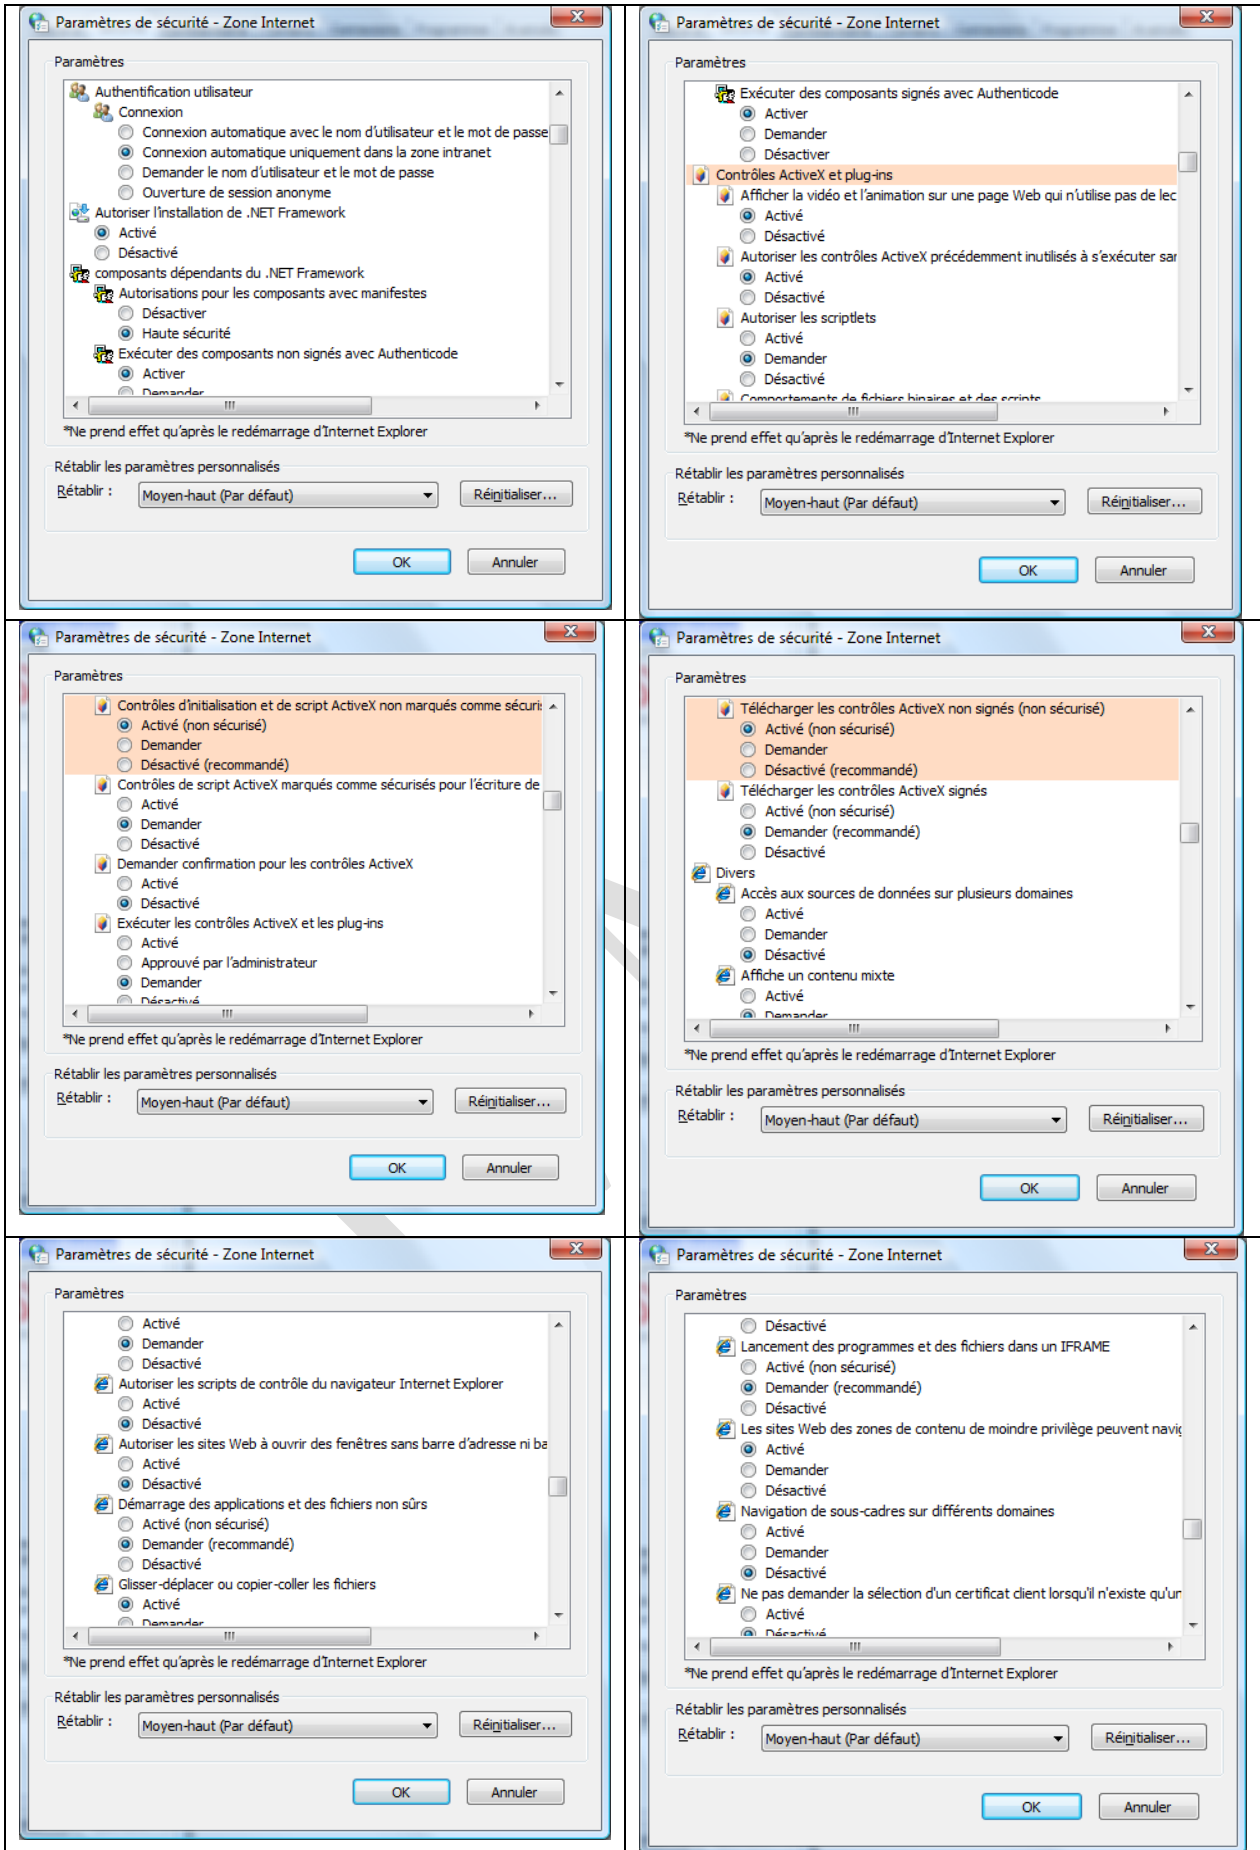 Paramètres de sécurité - Zone Internet
Paramètres
Authentification utilisateur
Connexion
Connexion automatique avec le nom d'utilisateur et le mot de passe
Connexion automatique uniquement dans la zone intranet
Demander le nom d'utilisateur et le mot de passe
Ouverture de session anonyme
Autoriser l'installation de .NET Framework
Activé
Désactivé
composants dépendants du .NET Framework
Autorisations pour les composants avec manifestes
Désactiver
Haute sécurité
Exécuter des composants non signés avec Authenticode
Activer
Demander
*Ne prend effet qu'après le redémarrage d'Internet Explorer
Rétablir les paramètres personnalisés
Rétablir :
Moyen-haut (Par défaut)
Réinitialiser...
OK
Annuler
Paramètres de sécurité - Zone Internet
Paramètres
Exécuter des composants signés avec Authenticode
Activer
Demander
Désactiver
Contrôles ActiveX et plug-ins
Afficher la vidéo et l'animation sur une page Web qui n'utilise pas de lec
Activé
Désactivé
Autoriser les contrôles ActiveX précédemment inutilisés à s'exécuter sar
Activé
Désactivé
Autoriser les scriptlets
Activé
Demander
Désactivé
Comportements de fichiers binaires et des scripts
*Ne prend effet qu'après le redémarrage d'Internet Explorer
Rétablir les paramètres personnalisés
Rétablir :
Moyen-haut (Par défaut)
Réinitialiser...
OK
Annuler
Paramètres de sécurité - Zone Internet
Paramètres
Contrôles d'initialisation et de script ActiveX non marqués comme sécuris
Activé (non sécurisé)
Demander
Désactivé (recommandé)
Contrôles de script ActiveX marqués comme sécurisés pour l'écriture de
Activé
Demander
Désactivé
Demander confirmation pour les contrôles ActiveX
Activé
Désactivé
Exécuter les contrôles ActiveX et les plug-ins
Activé
Approuvé par l'administrateur
Demander
Désactivé
*Ne prend effet qu'après le redémarrage d'Internet Explorer
Rétablir les paramètres personnalisés
Rétablir :
Moyen-haut (Par défaut)
Réinitialiser...
OK
Annuler
Paramètres de sécurité - Zone Internet
Paramètres
Télécharger les contrôles ActiveX non signés (non sécurisé)
Activé (non sécurisé)
Demander
Désactivé (recommandé)
Télécharger les contrôles ActiveX signés
Activé (non sécurisé)
Demander (recommandé)
Désactivé
Divers
Accès aux sources de données sur plusieurs domaines
Activé
Demander
Désactivé
Affiche un contenu mixte
Activé
Demander
*Ne prend effet qu'après le redémarrage d'Internet Explorer
Rétablir les paramètres personnalisés
Rétablir :
Moyen-haut (Par défaut)
Réinitialiser...
OK
Annuler
Paramètres de sécurité - Zone Internet
Paramètres
Activé
Demander
Désactivé
Autoriser les scripts de contrôle du navigateur Internet Explorer
Activé
Désactivé
Autoriser les sites Web à ouvrir des fenêtres sans barre d'adresse ni ba
Activé
Désactivé
Démarrage des applications et des fichiers non sûrs
Activé (non sécurisé)
Demander (recommandé)
Désactivé
Glisser-déplacer ou copier-coller les fichiers
Activé
Demander
*Ne prend effet qu'après le redémarrage d'Internet Explorer
Rétablir les paramètres personnalisés
Rétablir :
Moyen-haut (Par défaut)
Réinitialiser...
OK
Annuler
Paramètres de sécurité - Zone Internet
Paramètres
Désactivé
Lancement des programmes et des fichiers dans un IFRAME
Activé (non sécurisé)
Demander (recommandé)
Désactivé
Les sites Web des zones de contenu de moindre privilège peuvent navig
Activé
Demander
Désactivé
Navigation de sous-cadres sur différents domaines
Activé
Demander
Désactivé
Ne pas demander la sélection d'un certificat client lorsqu'il n'existe qu'un
Activé
Désactivé
*Ne prend effet qu'après le redémarrage d'Internet Explorer
Rétablir les paramètres personnalisés
Rétablir :
Moyen-haut (Par défaut)
Réinitialiser...
OK
Annuler